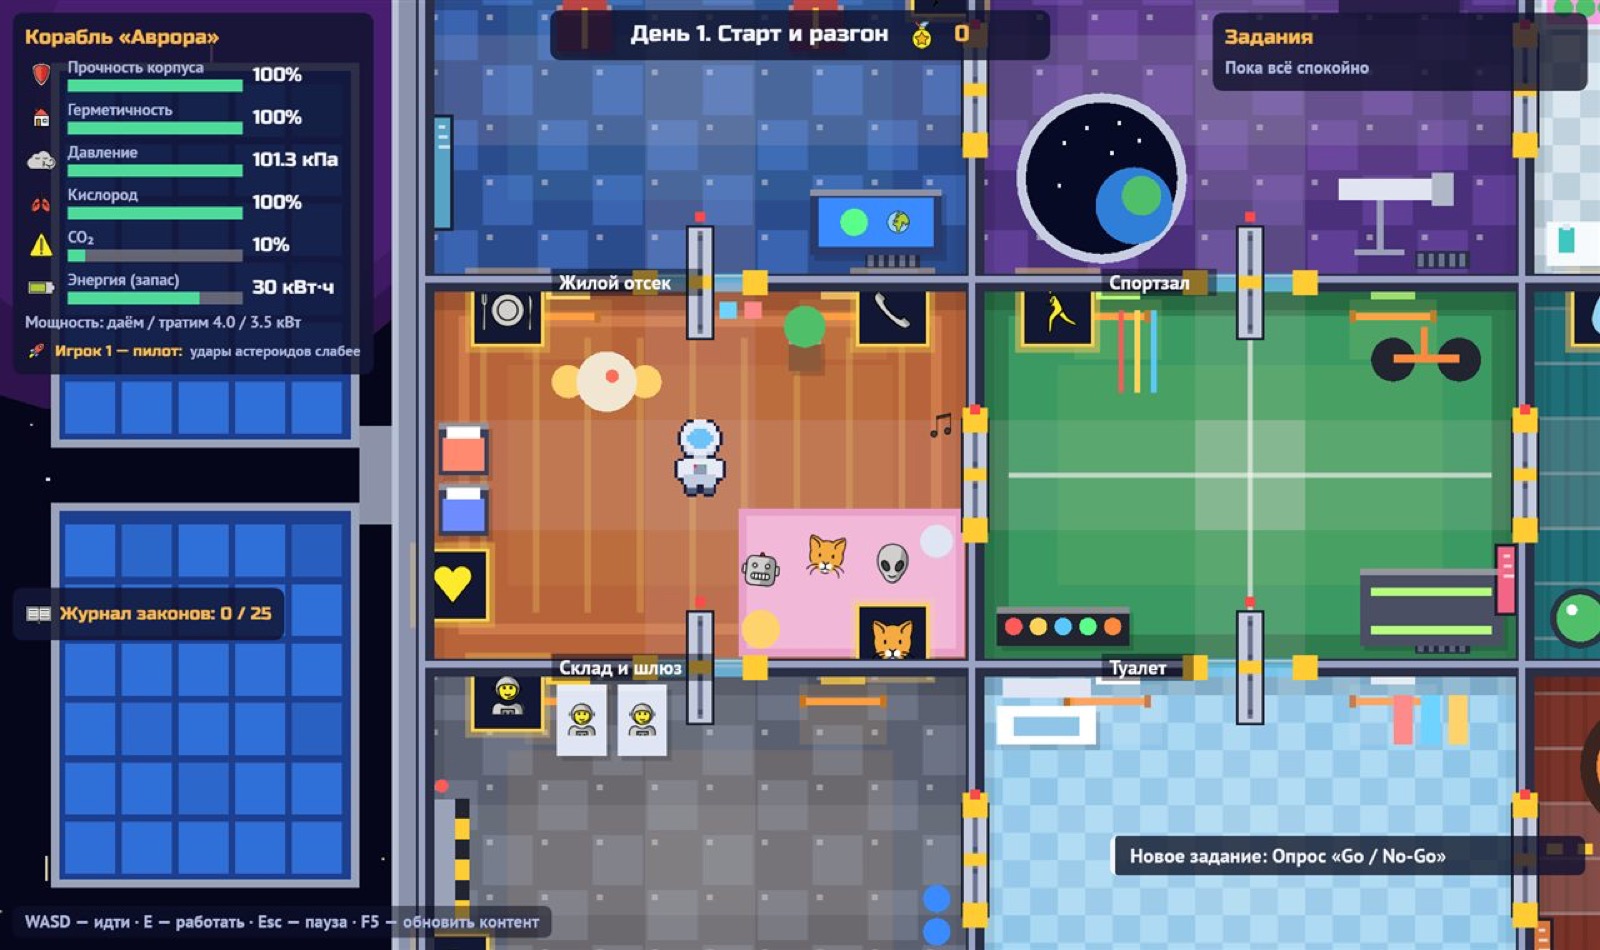 Корабль «Аврора»
Прочность корпуса 100%
Герметичность 100%
Давление 101.3 кПа
Кислород 100%
CO₂ 10%
Энергия (запас) 30 кВт·ч
Мощность: даём / тратим 4.0 / 3.5 кВт
Игрок 1 — пилот: удары астероидов слабее
День 1. Старт и разгон 0
Задания
Пока всё спокойно
Жилой отсек
Спортзал
Журнал законов: 0 / 25
Склад и шлюз
Туалет
Новое задание: Опрос «Go / No-Go»
WASD — идти · E — работать · Esc — пауза · F5 — обновить контент